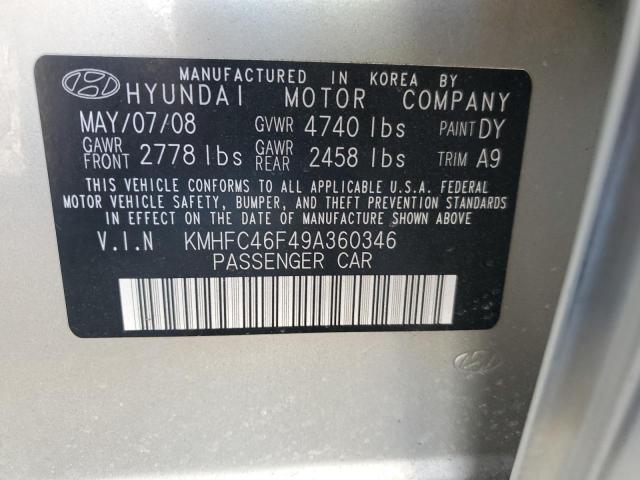 MANUFACTURED IN KOREA BY
HYUNDAI MOTOR COMPANY
MAY/07/08 GVWR 4740 lbs PAINT DY
GAWR FRONT 2778 lbs GAWR REAR 2458 lbs TRIM A9
THIS VEHICLE CONFORMS TO ALL APPLICABLE U.S.A. FEDERAL
MOTOR VEHICLE SAFETY, BUMPER, AND THEFT PREVENTION STANDARDS
IN EFFECT ON THE DATE OF MANUFACTURE SHOWN ABOVE
V.I.N KMHFC46F49A360346
PASSENGER CAR